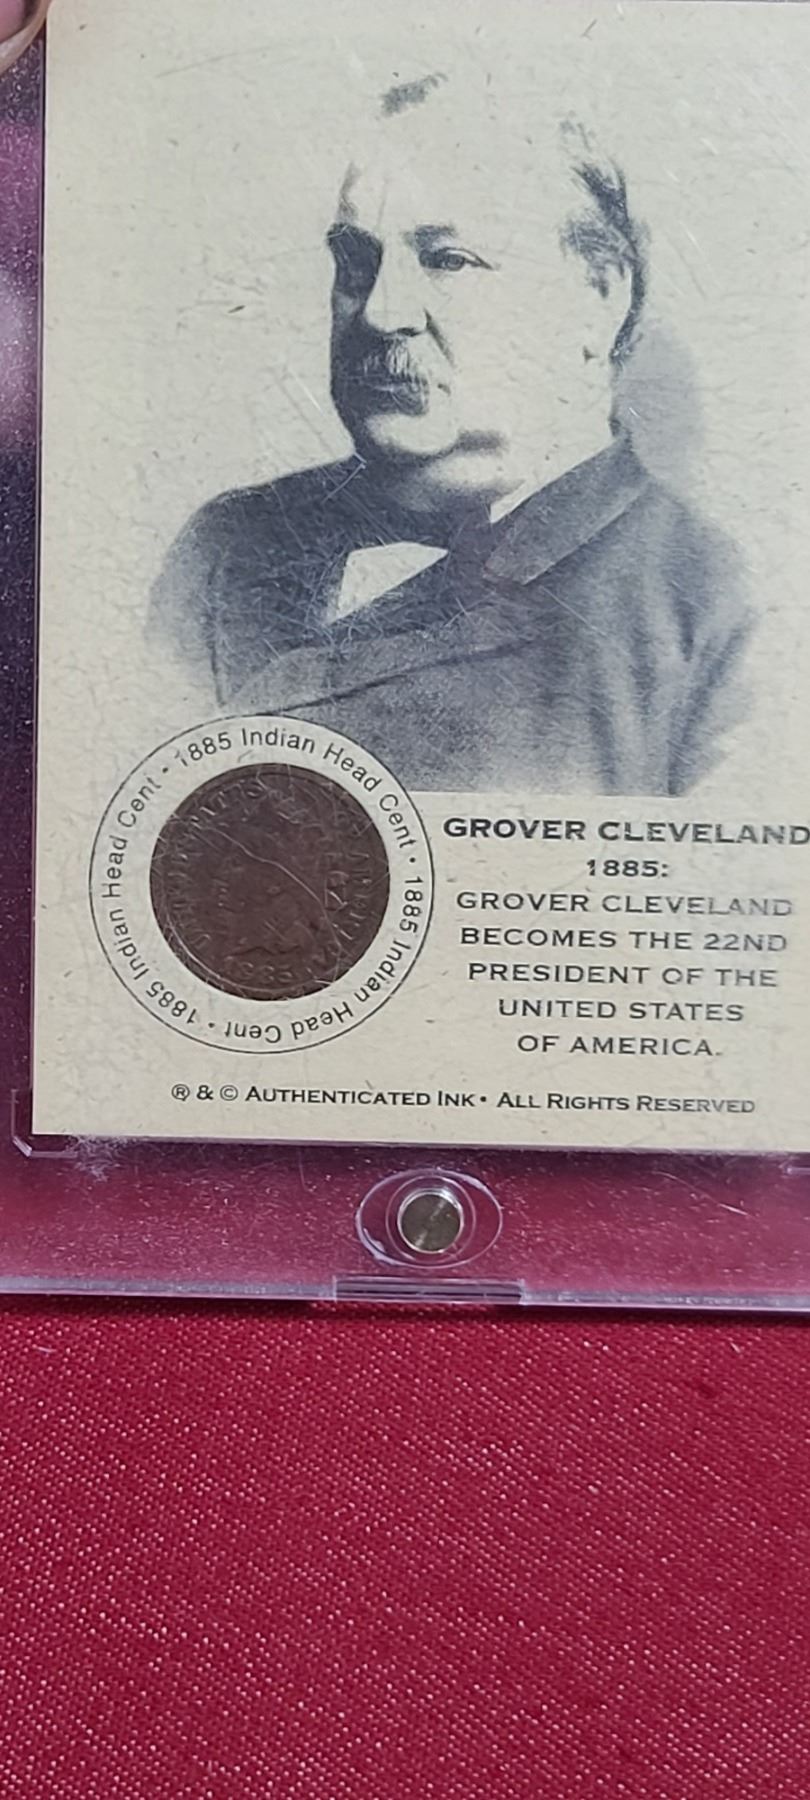 1885 Indian Head Cent • 1885 Indian Head Cent • 1885 Indian Head Cent •
1885
GROVER CLEVELAND
1885:
GROVER CLEVELAND
BECOMES THE 22ND
PRESIDENT OF THE
UNITED STATES
OF AMERICA.
® & © AUTHENTICATED INK • ALL RIGHTS RESERVED